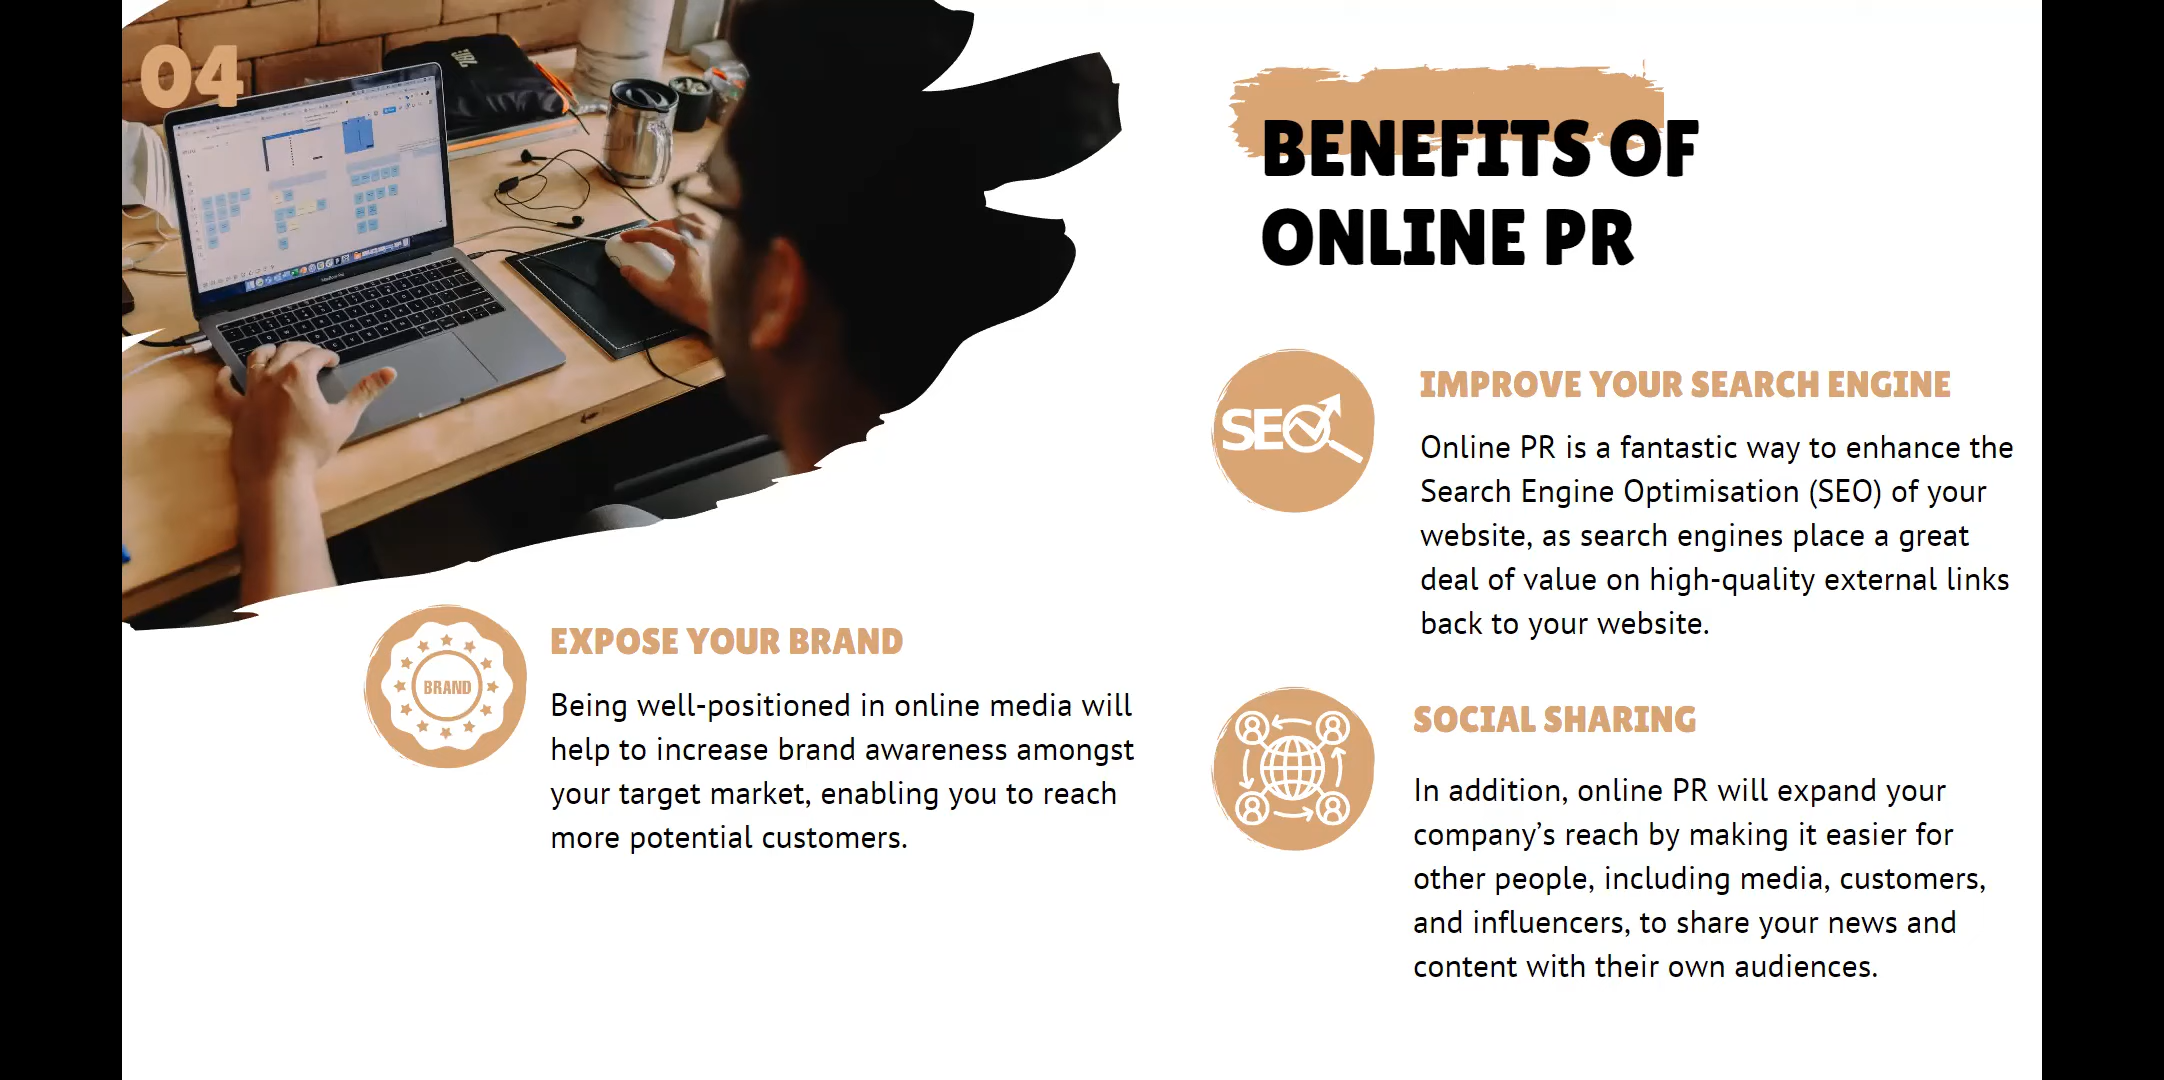 04
JBL
BENEFITS OF
ONLINE PR
SEO
IMPROVE YOUR SEARCH ENGINE
Online PR is a fantastic way to enhance the
Search Engine Optimisation (SEO) of your
website, as search engines place a great
deal of value on high-quality external links
back to your website.
BRAND
EXPOSE YOUR BRAND
Being well-positioned in online media will
help to increase brand awareness amongst
your target market, enabling you to reach
more potential customers.
SOCIAL SHARING
In addition, online PR will expand your
company’s reach by making it easier for
other people, including media, customers,
and influencers, to share your news and
content with their own audiences.